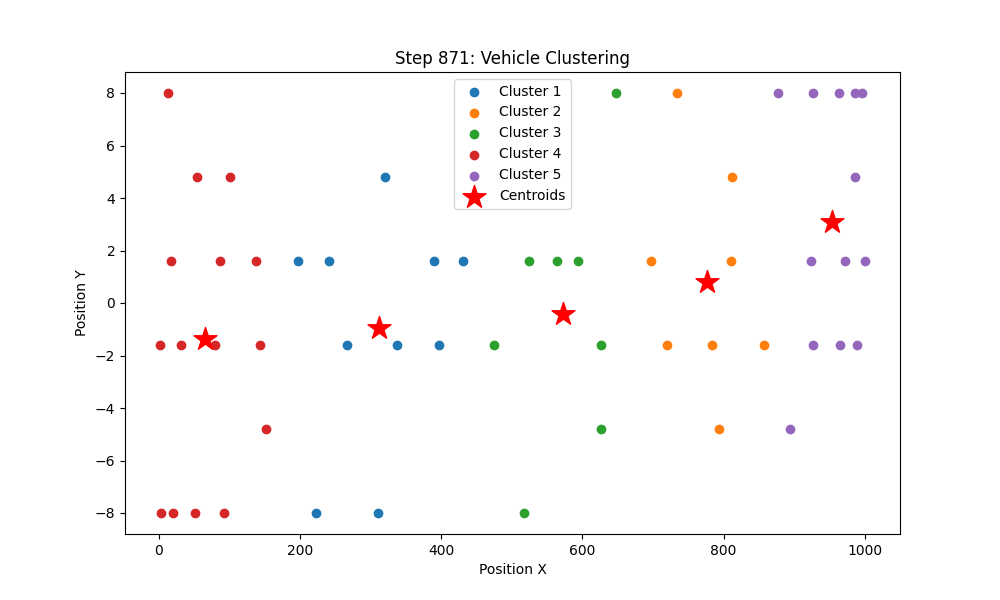 Step 871: Vehicle Clustering
Cluster 1
Cluster 2
Cluster 3
Cluster 4
Cluster 5
Centroids
8
6
4
2
0
−2
−4
−6
−8
Position Y
0 200 400 600 800 1000
Position X